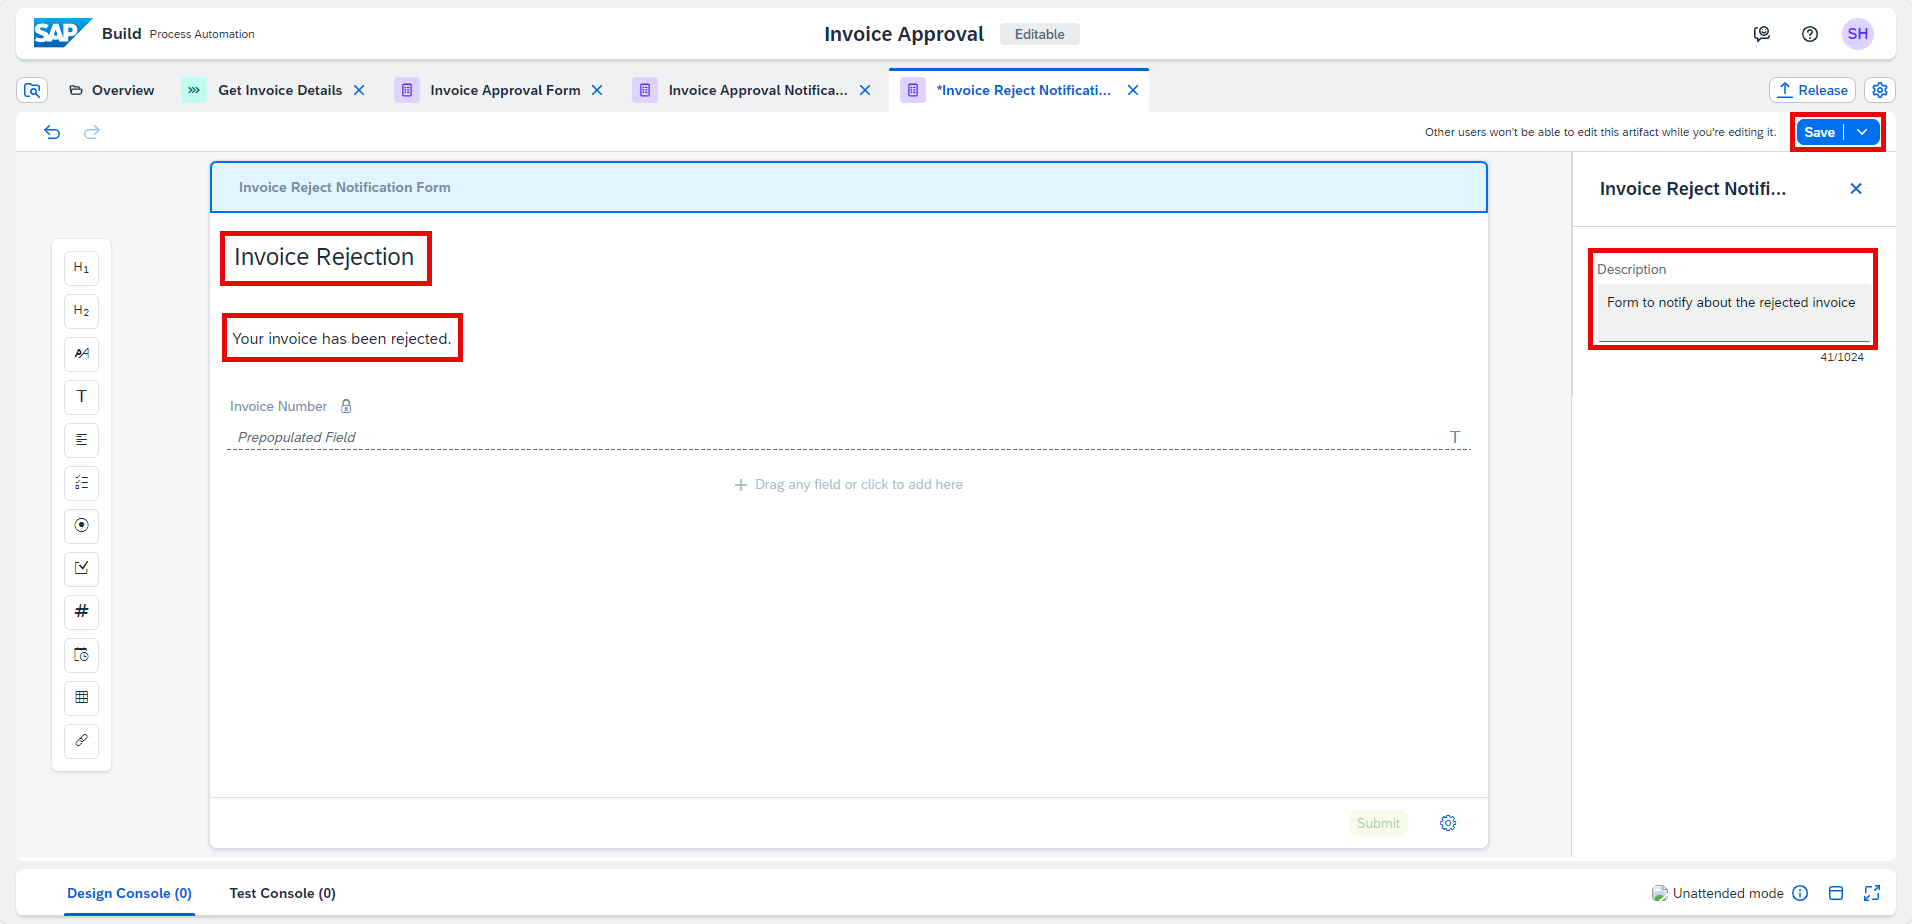 SAP Build Process Automation
Invoice Approval Editable
SH
Overview
Get Invoice Details
Invoice Approval Form
Invoice Approval Notifica...
*Invoice Reject Notificati...
Release
Other users won't be able to edit this artifact while you're editing it.
Save
Invoice Reject Notification Form
Invoice Reject Notifi...
H1
H2
Invoice Rejection
Your invoice has been rejected.
Description
Form to notify about the rejected invoice
41/1024
Invoice Number
Prepopulated Field
T
T
Drag any field or click to add here
#
Submit
Design Console (0)
Test Console (0)
Unattended mode